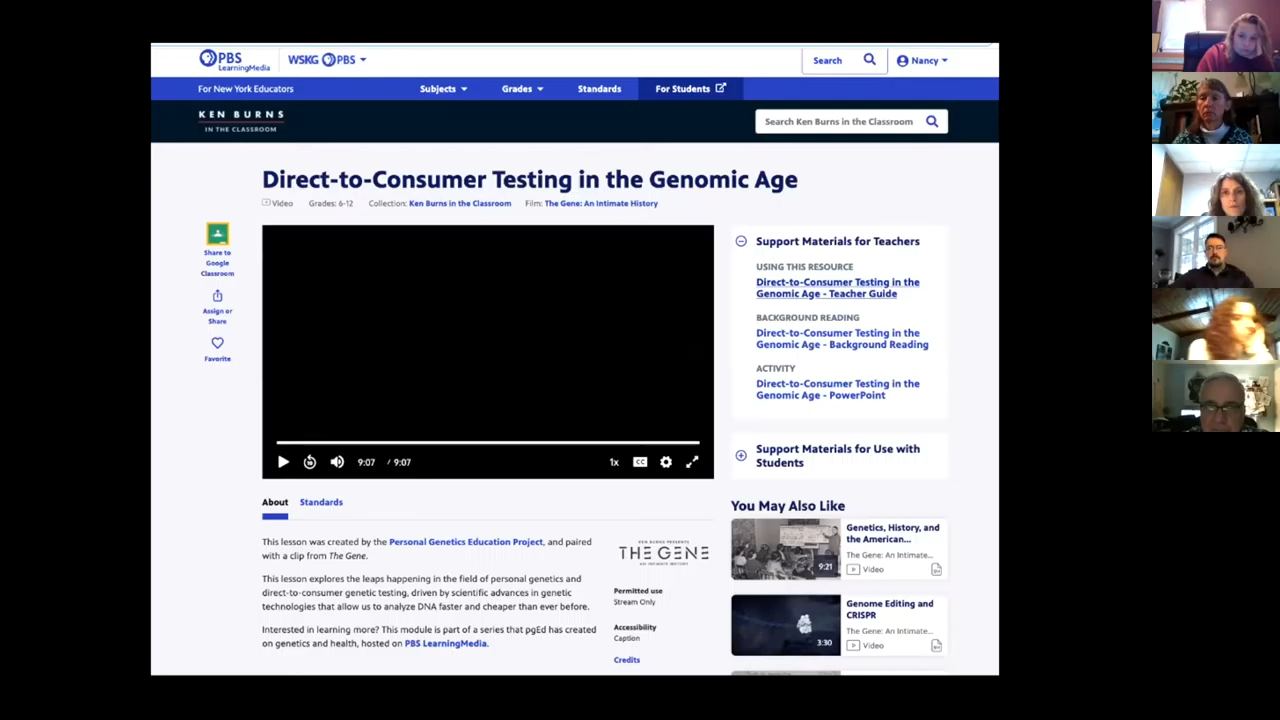 PBS
LearningMedia
WSKG PBS
Search
Nancy
For New York Educators
Subjects
Grades
Standards
For Students
KEN BURNS
IN THE CLASSROOM
Search Ken Burns in the Classroom
Direct-to-Consumer Testing in the Genomic Age
Video
Grades: 6-12
Collection: Ken Burns in the Classroom
Film: The Gene: An Intimate History
Share to
Google
Classroom
Assign or
Share
Favorite
10
9:07 / 9:07
1x
CC
Support Materials for Teachers
USING THIS RESOURCE
Direct-to-Consumer Testing in the
Genomic Age - Teacher Guide
BACKGROUND READING
Direct-to-Consumer Testing in the
Genomic Age - Background Reading
ACTIVITY
Direct-to-Consumer Testing in the
Genomic Age - PowerPoint
Support Materials for Use with
Students
About
Standards
This lesson was created by the Personal Genetics Education Project, and paired
with a clip from The Gene.
This lesson explores the leaps happening in the field of personal genetics and
direct-to-consumer genetic testing, driven by scientific advances in genetic
technologies that allow us to analyze DNA faster and cheaper than ever before.
Interested in learning more? This module is part of a series that pgEd has created
on genetics and health, hosted on PBS LearningMedia.
KEN BURNS PRESENTS
THE GENE
AN INTIMATE HISTORY
Permitted use
Stream Only
Accessibility
Caption
Credits
You May Also Like
9:21
Genetics, History, and
the American...
The Gene: An Intimate...
Video
3:30
Genome Editing and
CRISPR
The Gene: An Intimate...
Video